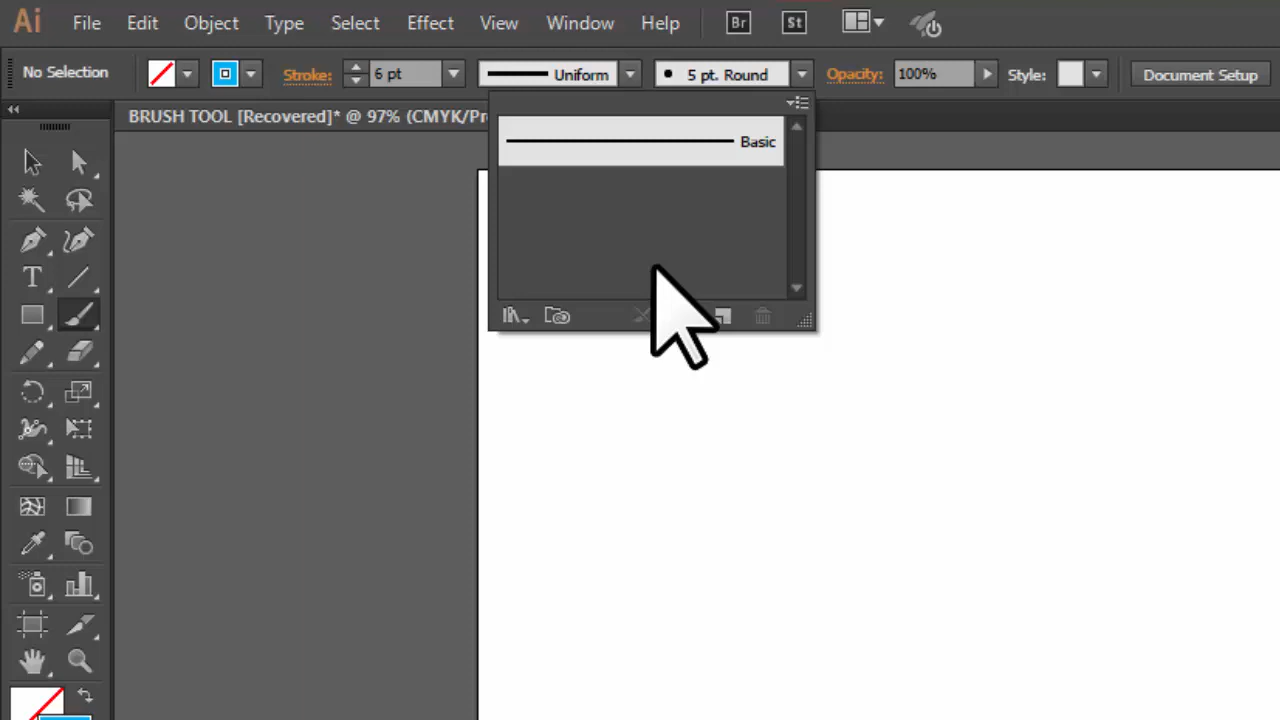 Ai File Edit Object Type Select Effect View Window Help Br St
No Selection Stroke: 6 pt Uniform 5 pt. Round Opacity: 100% Style: Document Setup
BRUSH TOOL [Recovered]* @ 97% (CMYK/Pr
Basic
T